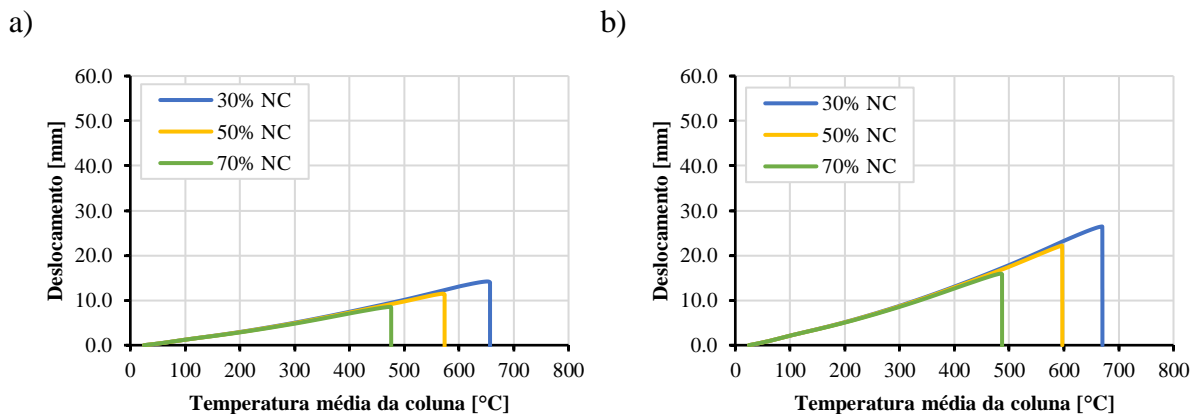 a)
60.0
50.0
40.0
30.0
20.0
10.0
0.0
Deslocamento [mm]
30% NC
50% NC
70% NC
0 100 200 300 400 500 600 700 800
Temperatura média da coluna [°C]
b)
60.0
50.0
40.0
30.0
20.0
10.0
0.0
Deslocamento [mm]
30% NC
50% NC
70% NC
0 100 200 300 400 500 600 700 800
Temperatura média da coluna [°C]